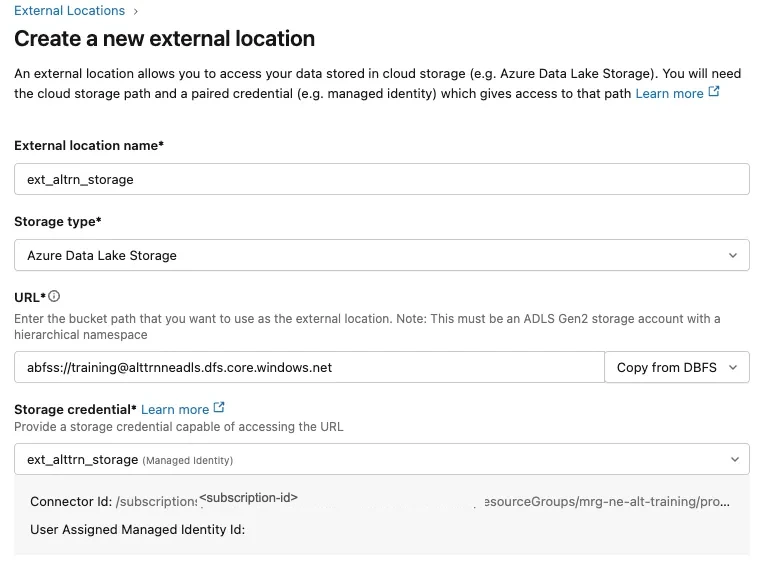 External Locations ›
Create a new external location
An external location allows you to access your data stored in cloud storage (e.g. Azure Data Lake Storage). You will need
the cloud storage path and a paired credential (e.g. managed identity) which gives access to that path Learn more
External location name*
ext_altrn_storage
Storage type*
Azure Data Lake Storage
URL*
Enter the bucket path that you want to use as the external location. Note: This must be an ADLS Gen2 storage account with a
hierarchical namespace
abfss://training@alttrnneadls.dfs.core.windows.net Copy from DBFS
Storage credential* Learn more
Provide a storage credential capable of accessing the URL
ext_alttrn_storage (Managed Identity)
Connector Id: /subscriptions <subscription-id> esourceGroups/mrg-ne-alt-training/pro...
User Assigned Managed Identity Id: